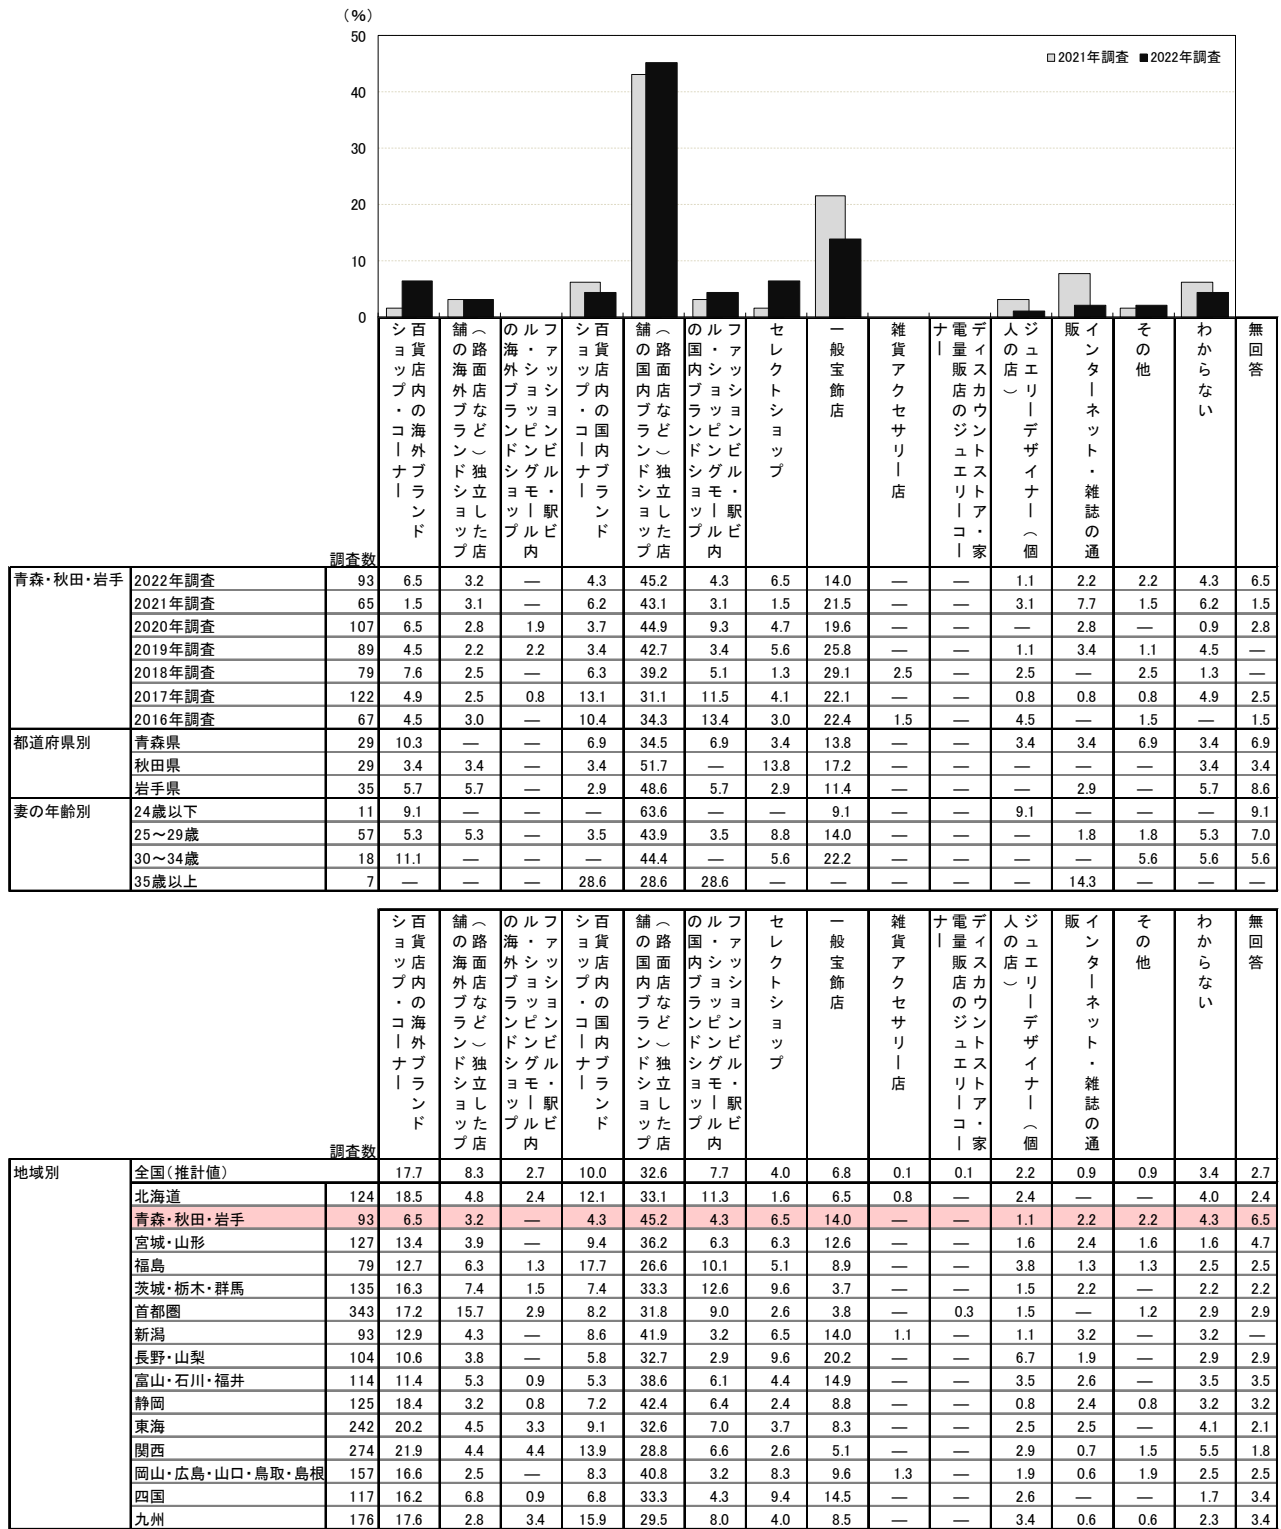 （％）
50
40
30
20
10
0
□2021年調査 ■2022年調査
調査数
百貨店内の海外ブランドショップ・コーナー
（路面店など）独立した店舗の海外ブランドショップ
ファッションビル・駅ビル・ショッピングモール内の海外ブランドショップ
百貨店内の国内ブランドショップ・コーナー
（路面店など）独立した店舗の国内ブランドショップ
ファッションビル・駅ビル・ショッピングモール内の国内ブランドショップ
セレクトショップ
一般宝飾店
雑貨アクセサリー店
ディスカウントストア・家電量販店のジュエリーコーナー
ジュエリーデザイナー（個人の店）
インターネット・雑誌の通販
その他
わからない
無回答
青森・秋田・岩手 2022年調査 93 6.5 3.2 — 4.3 45.2 4.3 6.5 14.0 — — 1.1 2.2 2.2 4.3 6.5
2021年調査 65 1.5 3.1 — 6.2 43.1 3.1 1.5 21.5 — — 3.1 7.7 1.5 6.2 1.5
2020年調査 107 6.5 2.8 1.9 3.7 44.9 9.3 4.7 19.6 — — — 2.8 — 0.9 2.8
2019年調査 89 4.5 2.2 2.2 3.4 42.7 3.4 5.6 25.8 — — 1.1 3.4 1.1 4.5 —
2018年調査 79 7.6 2.5 — 6.3 39.2 5.1 1.3 29.1 2.5 — 2.5 — 2.5 1.3 —
2017年調査 122 4.9 2.5 0.8 13.1 31.1 11.5 4.1 22.1 — — 0.8 0.8 0.8 4.9 2.5
2016年調査 67 4.5 3.0 — 10.4 34.3 13.4 3.0 22.4 1.5 — 4.5 — 1.5 — 1.5
都道府県別 青森県 29 10.3 — — 6.9 34.5 6.9 3.4 13.8 — — 3.4 3.4 6.9 3.4 6.9
秋田県 29 3.4 3.4 — 3.4 51.7 — 13.8 17.2 — — — — — 3.4 3.4
岩手県 35 5.7 5.7 — 2.9 48.6 5.7 2.9 11.4 — — — 2.9 — 5.7 8.6
妻の年齢別 24歳以下 11 9.1 — — — 63.6 — — 9.1 — — 9.1 — — — 9.1
25～29歳 57 5.3 5.3 — 3.5 43.9 3.5 8.8 14.0 — — — 1.8 1.8 5.3 7.0
30～34歳 18 11.1 — — — 44.4 — 5.6 22.2 — — — — 5.6 5.6 5.6
35歳以上 7 — — — 28.6 28.6 28.6 — — — — — 14.3 — — —
調査数
百貨店内の海外ブランドショップ・コーナー
（路面店など）独立した店舗の海外ブランドショップ
ファッションビル・駅ビル・ショッピングモール内の海外ブランドショップ
百貨店内の国内ブランドショップ・コーナー
（路面店など）独立した店舗の国内ブランドショップ
ファッションビル・駅ビル・ショッピングモール内の国内ブランドショップ
セレクトショップ
一般宝飾店
雑貨アクセサリー店
ディスカウントストア・家電量販店のジュエリーコーナー
ジュエリーデザイナー（個人の店）
インターネット・雑誌の通販
その他
わからない
無回答
地域別 全国（推計値） 17.7 8.3 2.7 10.0 32.6 7.7 4.0 6.8 0.1 0.1 2.2 0.9 0.9 3.4 2.7
北海道 124 18.5 4.8 2.4 12.1 33.1 11.3 1.6 6.5 0.8 — 2.4 — — 4.0 2.4
青森・秋田・岩手 93 6.5 3.2 — 4.3 45.2 4.3 6.5 14.0 — — 1.1 2.2 2.2 4.3 6.5
宮城・山形 127 13.4 3.9 — 9.4 36.2 6.3 6.3 12.6 — — 1.6 2.4 1.6 1.6 4.7
福島 79 12.7 6.3 1.3 17.7 26.6 10.1 5.1 8.9 — — 3.8 1.3 1.3 2.5 2.5
茨城・栃木・群馬 135 16.3 7.4 1.5 7.4 33.3 12.6 9.6 3.7 — — 1.5 2.2 — 2.2 2.2
首都圏 343 17.2 15.7 2.9 8.2 31.8 9.0 2.6 3.8 — 0.3 1.5 — 1.2 2.9 2.9
新潟 93 12.9 4.3 — 8.6 41.9 3.2 6.5 14.0 1.1 — 1.1 3.2 — 3.2 —
長野・山梨 104 10.6 3.8 — 5.8 32.7 2.9 9.6 20.2 — — 6.7 1.9 — 2.9 2.9
富山・石川・福井 114 11.4 5.3 0.9 5.3 38.6 6.1 4.4 14.9 — — 3.5 2.6 — 3.5 3.5
静岡 125 18.4 3.2 0.8 7.2 42.4 6.4 2.4 8.8 — — 0.8 2.4 0.8 3.2 3.2
東海 242 20.2 4.5 3.3 9.1 32.6 7.0 3.7 8.3 — — 2.5 2.5 — 4.1 2.1
関西 274 21.9 4.4 4.4 13.9 28.8 6.6 2.6 5.1 — — 2.9 0.7 1.5 5.5 1.8
岡山・広島・山口・鳥取・島根 157 16.6 2.5 — 8.3 40.8 3.2 8.3 9.6 1.3 — 1.9 0.6 1.9 2.5 2.5
四国 117 16.2 6.8 0.9 6.8 33.3 4.3 9.4 14.5 — — 2.6 — — 1.7 3.4
九州 176 17.6 2.8 3.4 15.9 29.5 8.0 4.0 8.5 — — 3.4 0.6 0.6 2.3 3.4